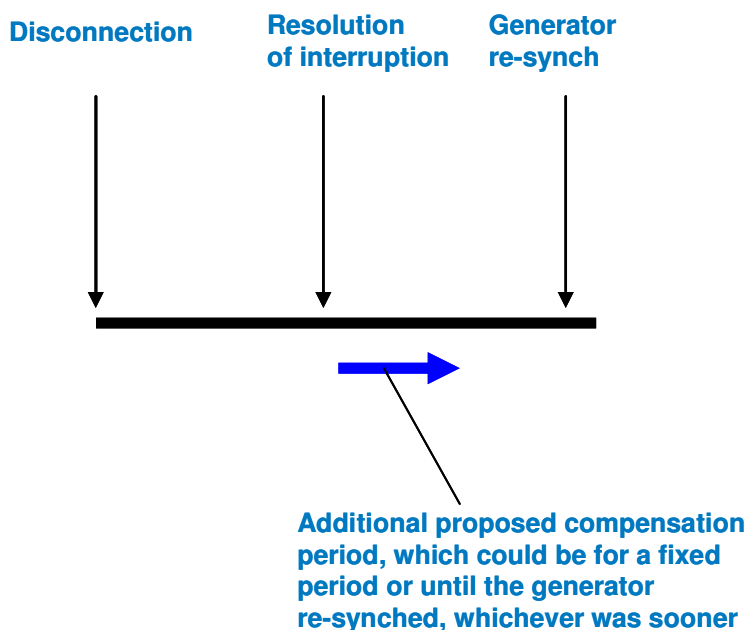 Disconnection
Resolution
of interruption
Generator
re-synch
Additional proposed compensation
period, which could be for a fixed
period or until the generator
re-synched, whichever was sooner